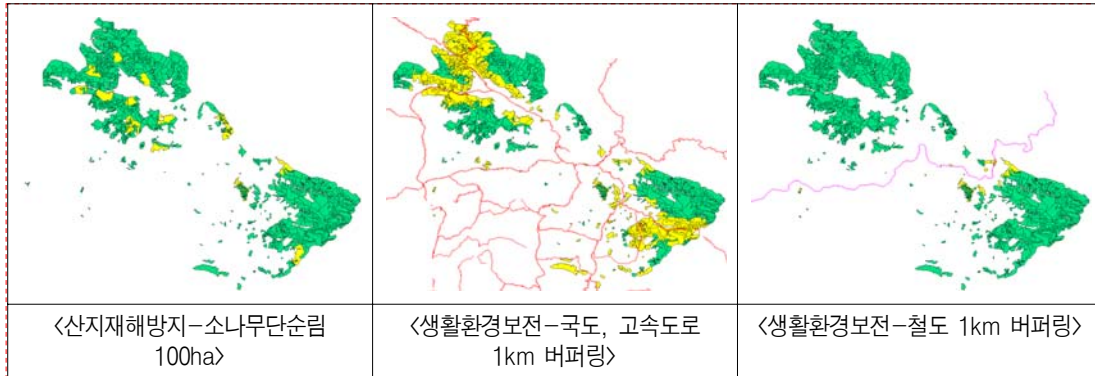 <산지재해방지-소나무단순림
100ha>
<생활환경보전-국도, 고속도로
1km 버퍼링>
<생활환경보전-철도 1km 버퍼링>